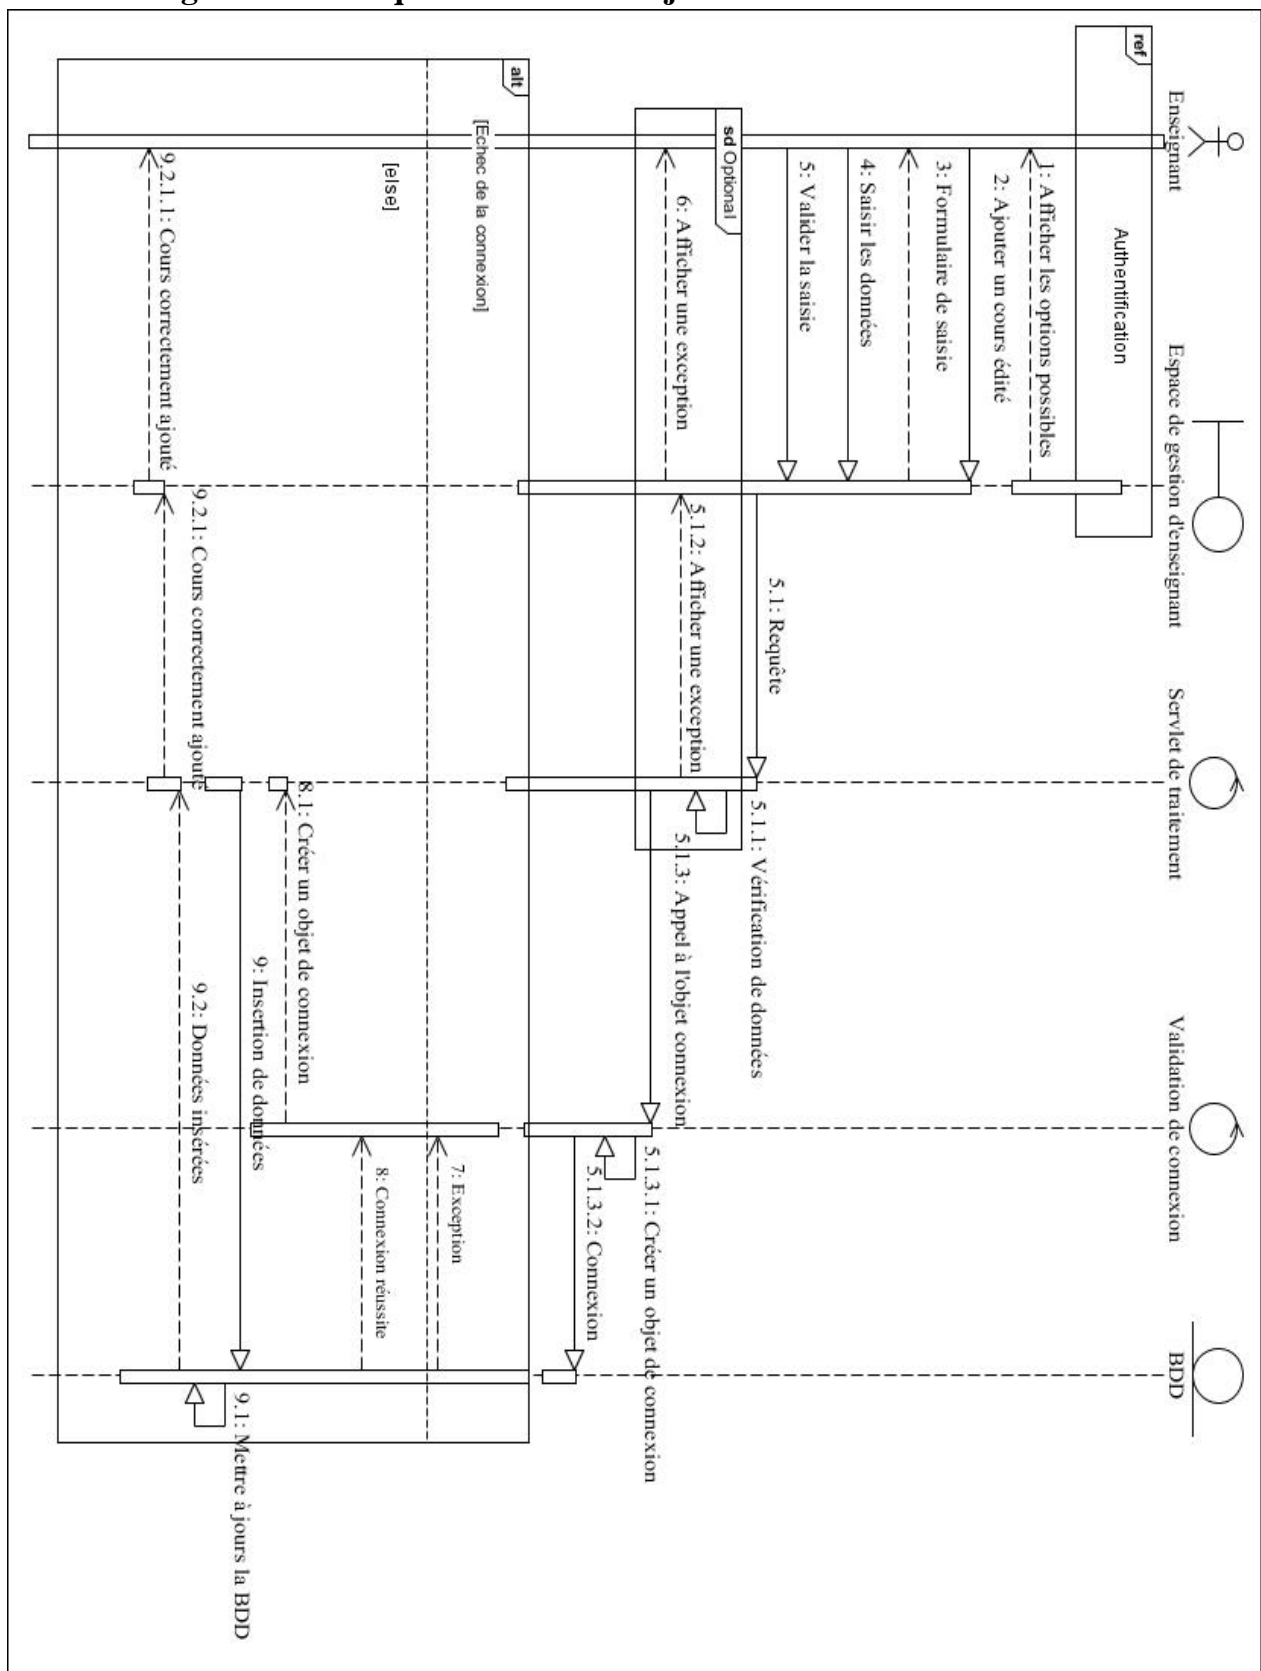 ref
Enseignant
Espace de gestion d'enseignant
Servlet de traitement
Validation de connexion
BDD
Authentification
1: Afficher les options possibles
2: Ajouter un cours édité
3: Formulaire de saisie
4: Saisir les données
5: Valider la saisie
5.1: Requête
5.1.1: Vérification de données
sd Optional
5.1.2: Afficher une exception
6: Afficher une exception
5.1.3: Appel à l'objet connexion
5.1.3.1: Créer un objet de connexion
5.1.3.2: Connexion
alt
[Echec de la connexion]
7: Exception
[else]
8: Connexion réussite
8.1: Créer un objet de connexion
9: Insertion de données
9.1: Mettre à jours la BDD
9.2: Données insérées
9.2.1: Cours correctement ajouté
9.2.1.1: Cours correctement ajouté